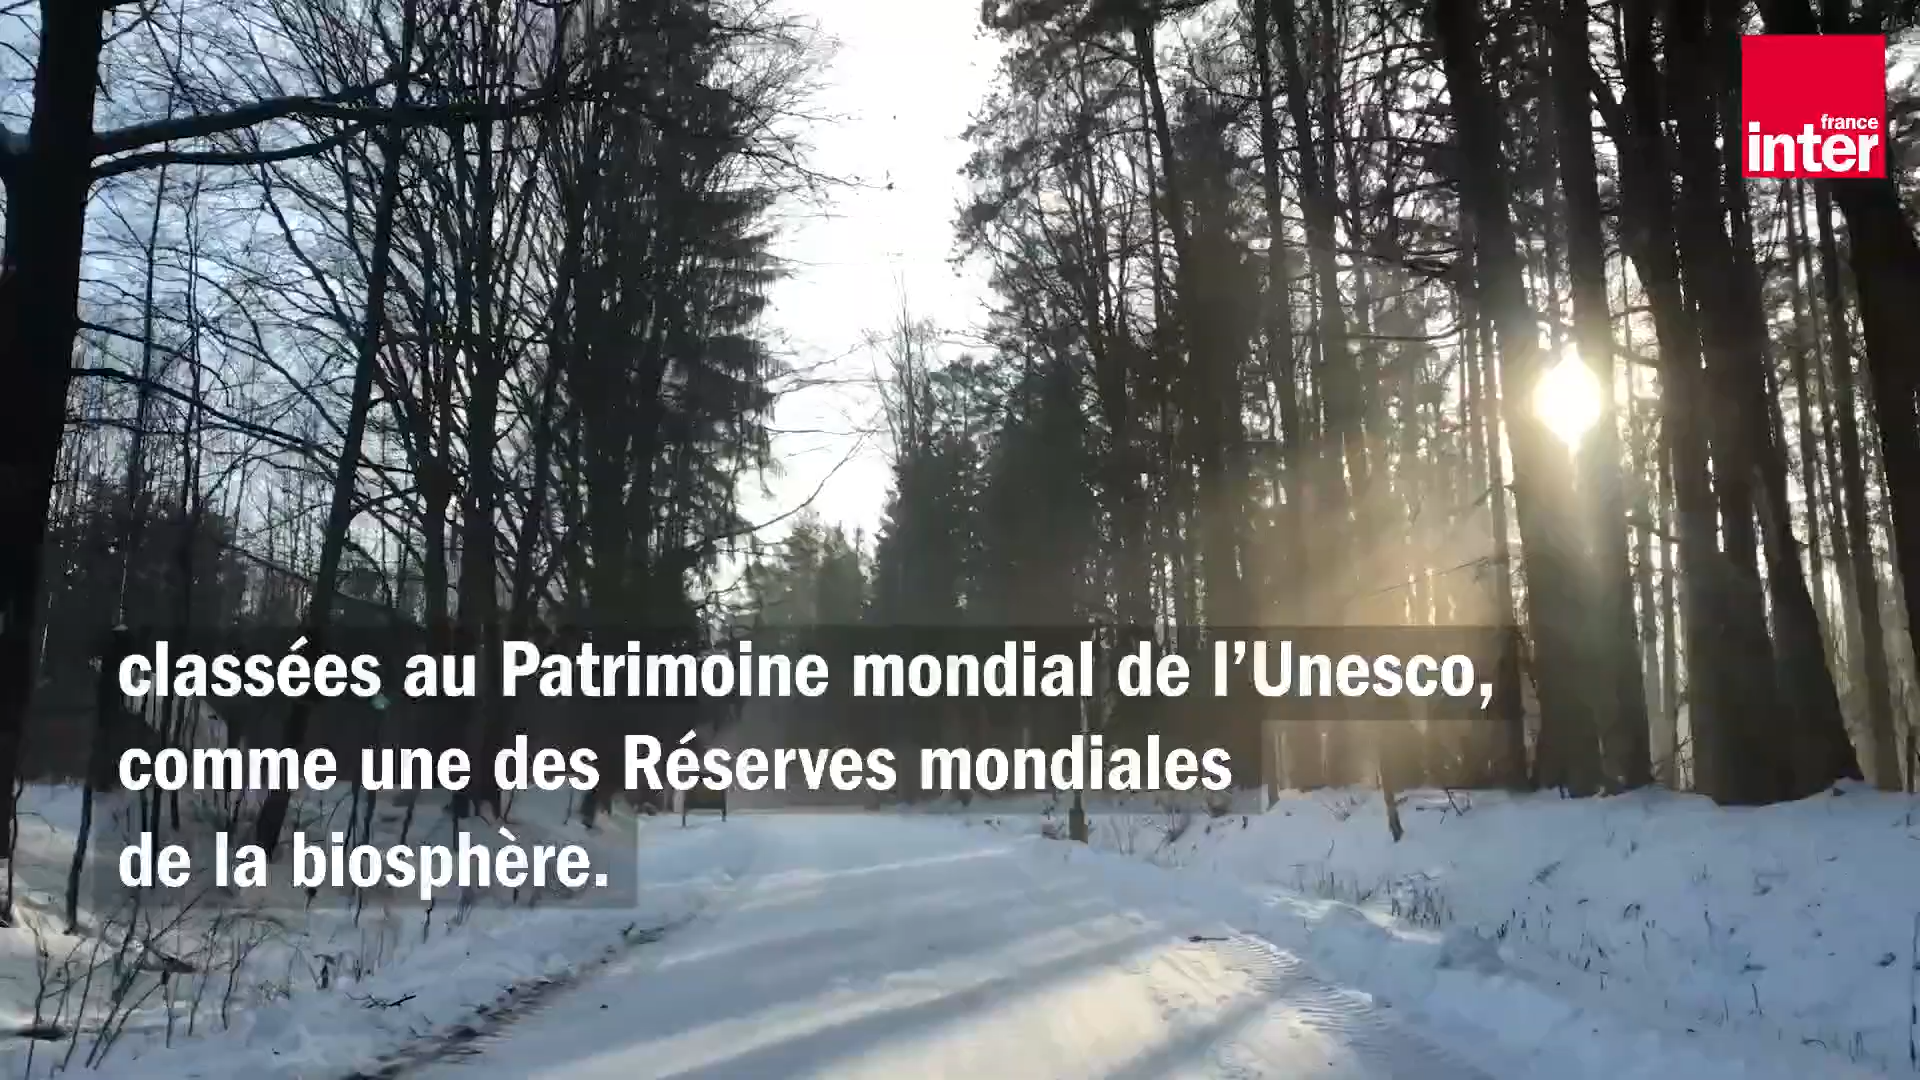 france
inter
classées au Patrimoine mondial de l’Unesco,
comme une des Réserves mondiales
de la biosphère.